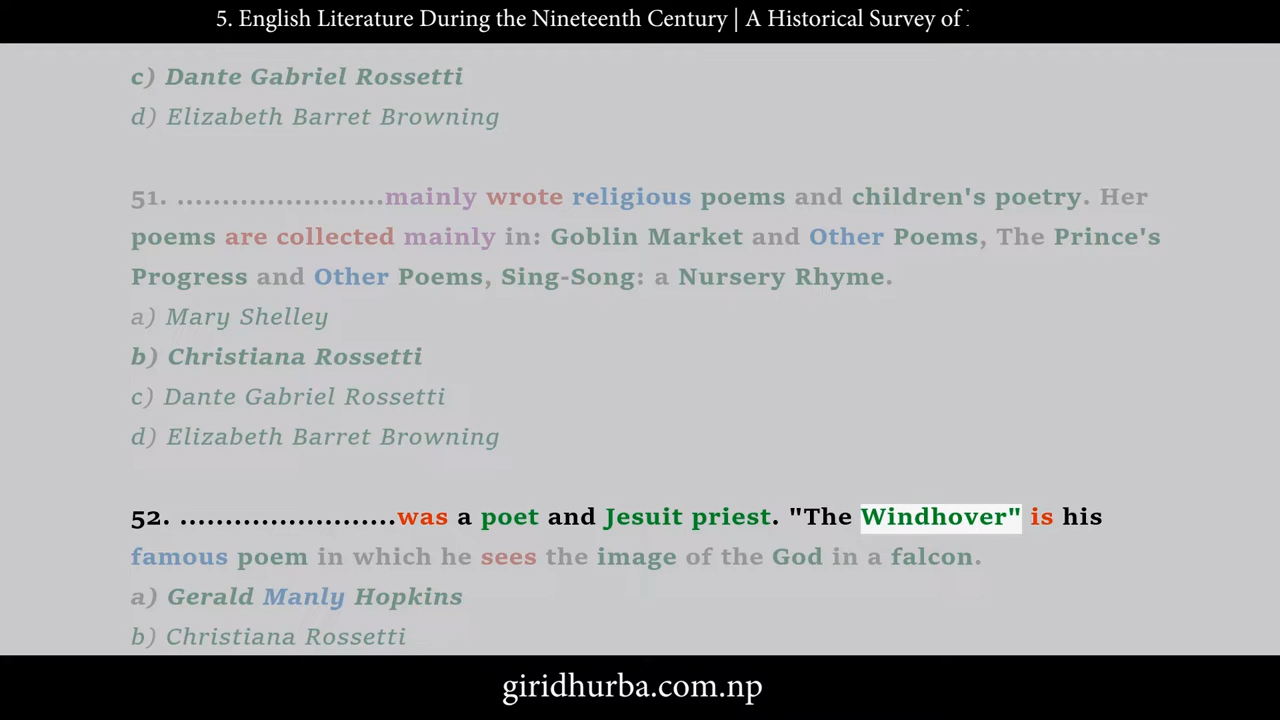 5. English Literature During the Nineteenth Century | A Historical Survey of
c) Dante Gabriel Rossetti
d) Elizabeth Barret Browning
51. .......................mainly wrote religious poems and children's poetry. Her
poems are collected mainly in: Goblin Market and Other Poems, The Prince's
Progress and Other Poems, Sing-Song: a Nursery Rhyme.
a) Mary Shelley
b) Christiana Rossetti
c) Dante Gabriel Rossetti
d) Elizabeth Barret Browning
52. ........................was a poet and Jesuit priest. "The Windhover" is his
famous poem in which he sees the image of the God in a falcon.
a) Gerald Manly Hopkins
b) Christiana Rossetti
giridhurba.com.np